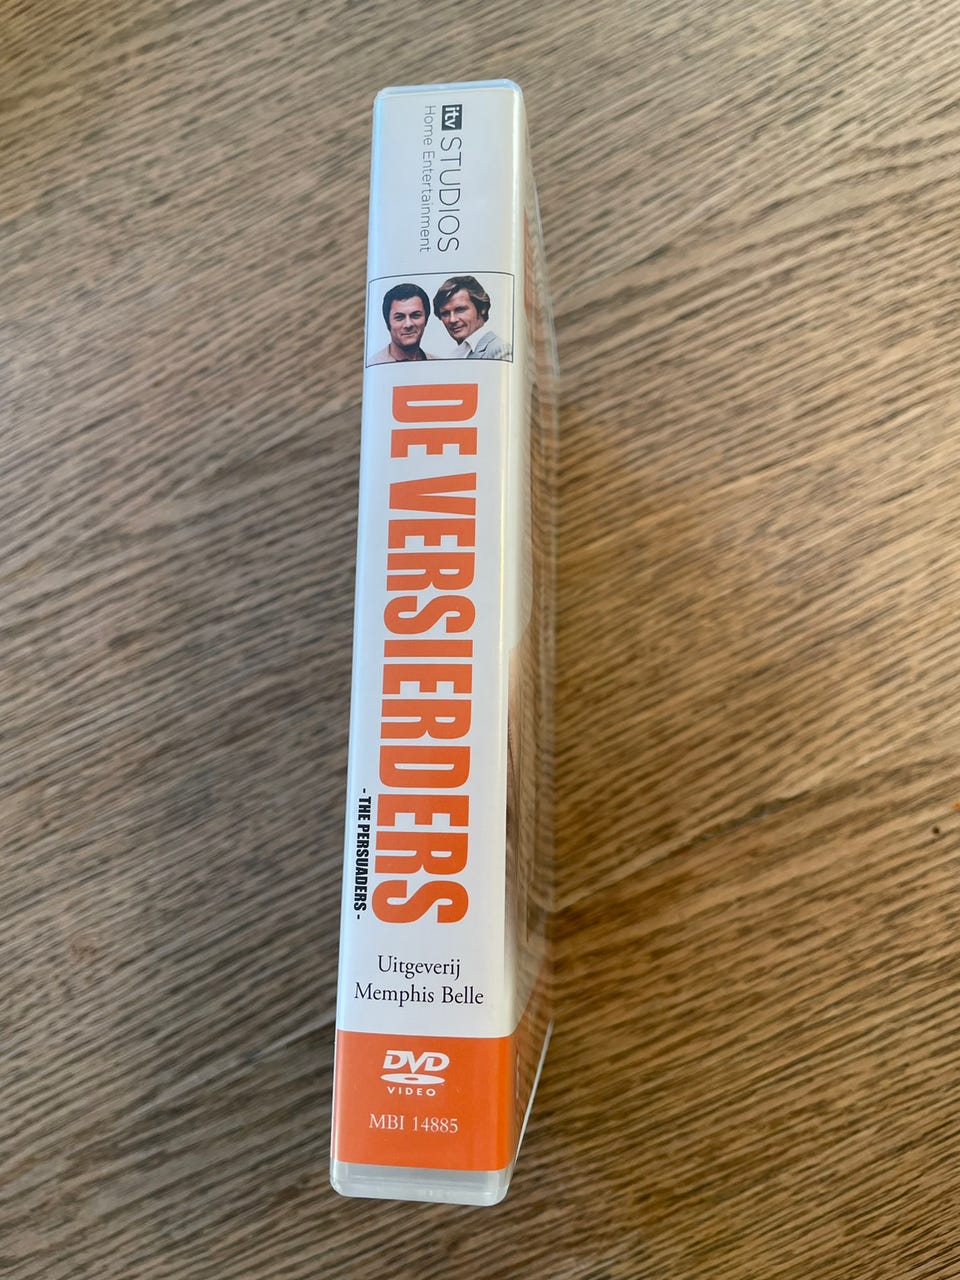 itv STUDIOS
Home Entertainment
DE VERSIERDERS
- THE PERSUADERS -
Uitgeverij
Memphis Belle
DVD
VIDEO
MBI 14885